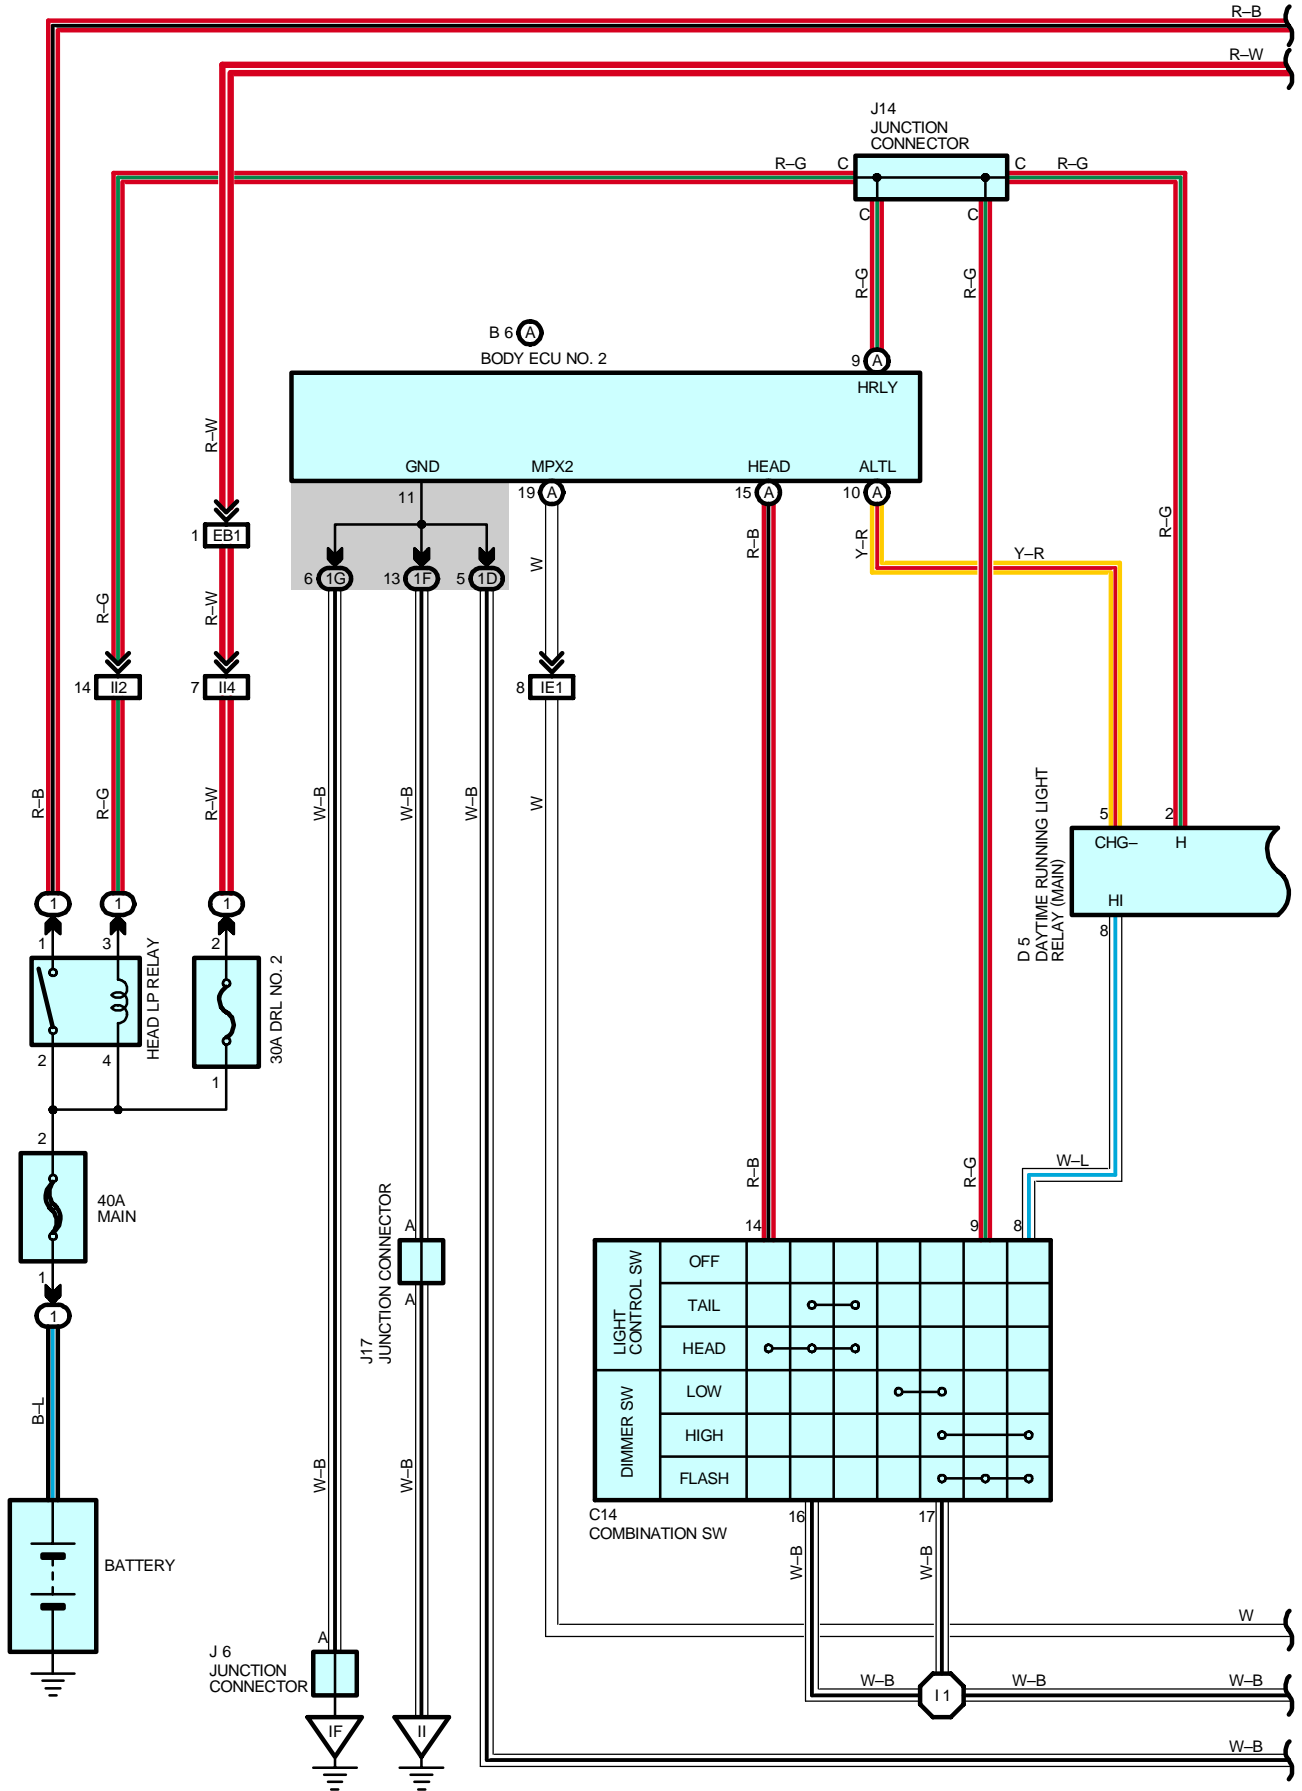 R–B
R–W
J14
JUNCTION
CONNECTOR
R–G
C
C
R–G
C
C
R–G
R–G
B 6
A
BODY ECU NO. 2
9
A
HRLY
R–W
GND
MPX2
HEAD
ALTL
11
19
A
15
A
10
A
R–B
Y–R
Y–R
R–G
1
EB1
W
6
1G
13
1F
5
1D
R–G
R–W
14
II2
7
II4
8
IE1
R–B
R–G
R–W
W–B
W–B
W–B
W
D 5
DAYTIME RUNNING LIGHT
RELAY (MAIN)
5
2
CHG–
H
HI
8
1
1
1
1
3
2
HEAD LP RELAY
30A DRL NO. 2
2
4
1
2
40A
MAIN
1
1
B–L
BATTERY
J17
JUNCTION CONNECTOR
A
A
R–B
R–G
W–L
14
9
8
LIGHT
CONTROL SW
OFF
TAIL
HEAD
DIMMER SW
LOW
HIGH
FLASH
C14
COMBINATION SW
16
17
W–B
W–B
W–B
W–B
W
J 6
JUNCTION
CONNECTOR
A
W–B
I 1
W–B
W–B
IF
II
W–B